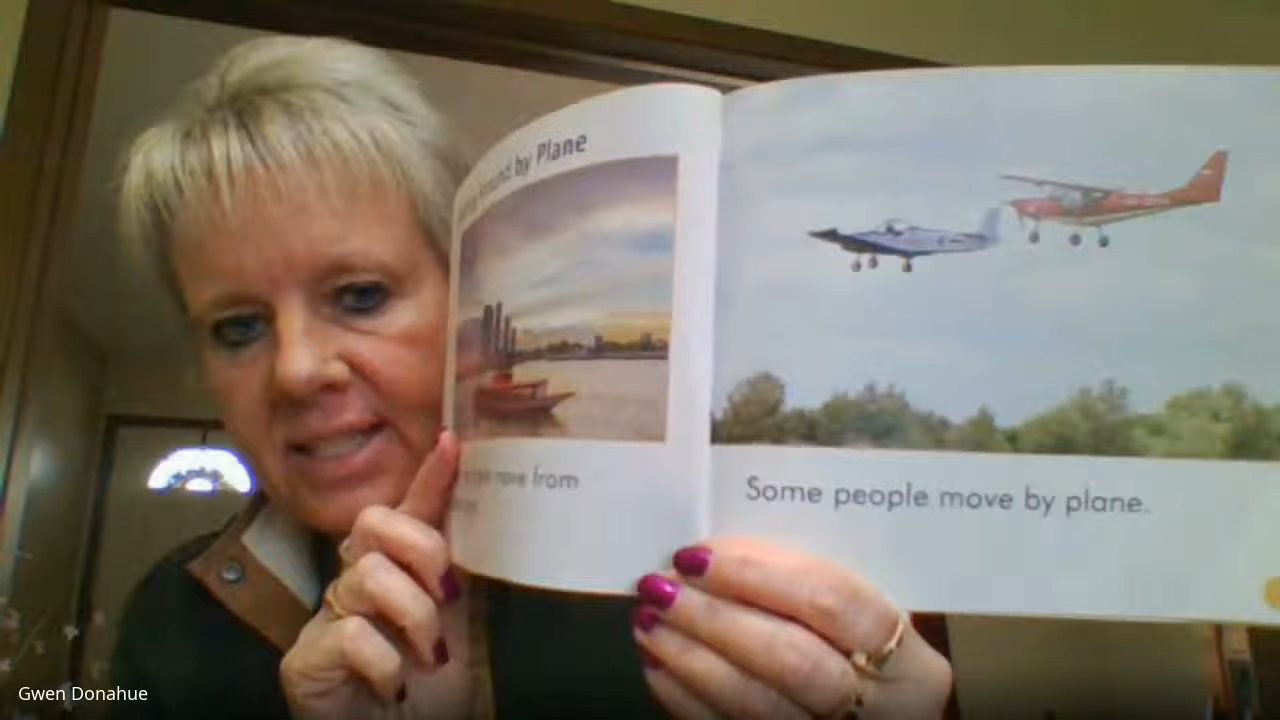 by Plane
move from
Some people move by plane.
Gwen Donahue